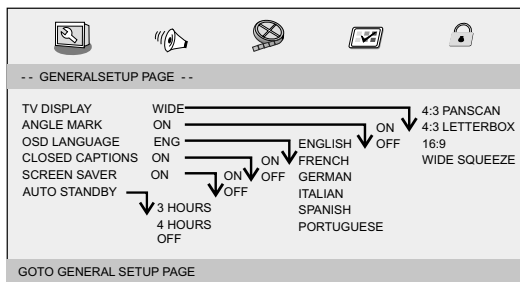 - - GENERALSETUP PAGE - -
TV DISPLAY WIDE
ANGLE MARK ON
OSD LANGUAGE ENG
CLOSED CAPTIONS ON
SCREEN SAVER ON
AUTO STANDBY
3 HOURS
4 HOURS
OFF
ON
OFF
ON
OFF
ENGLISH
FRENCH
GERMAN
ITALIAN
SPANISH
PORTUGUESE
ON
OFF
4:3 PANSCAN
4:3 LETTERBOX
16:9
WIDE SQUEEZE
GOTO GENERAL SETUP PAGE